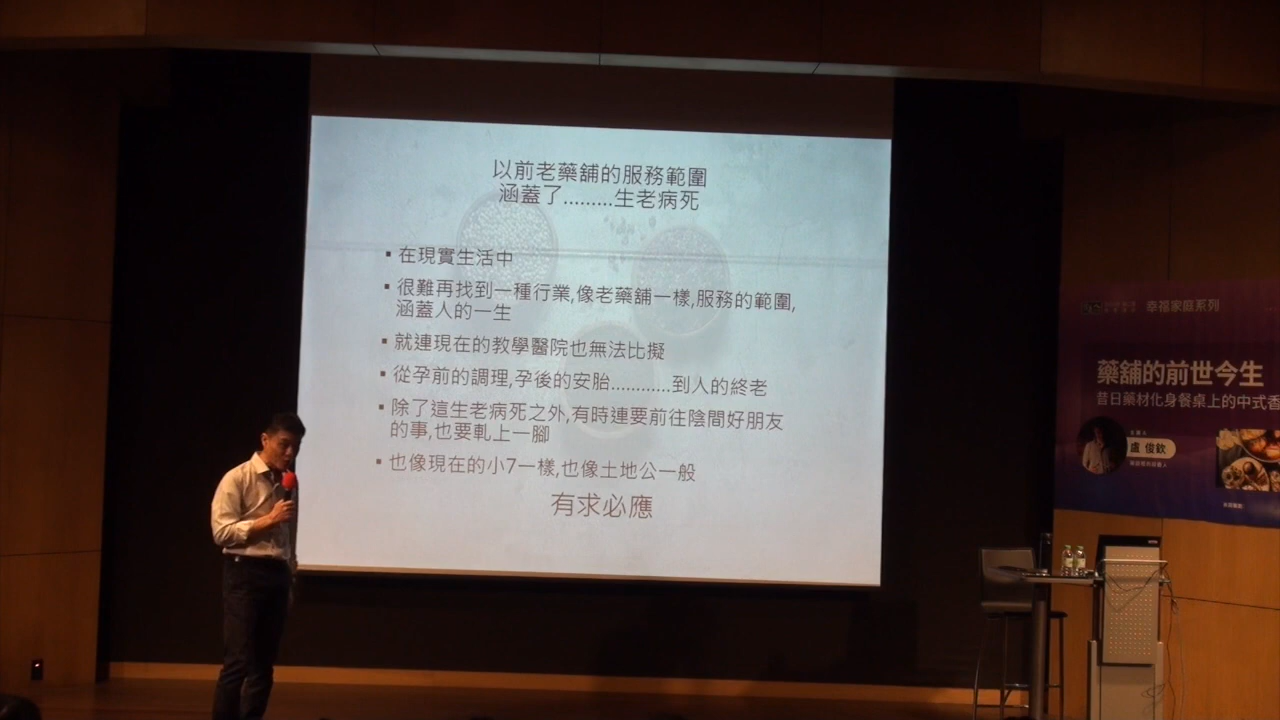 以前老藥舖的服務範圍
涵蓋了.........生老病死
▪ 在現實生活中
▪ 很難再找到一種行業,像老藥舖一樣,服務的範圍,
涵蓋人的一生
▪ 就連現在的教學醫院也無法比擬
▪ 從孕前的調理,孕後的安胎............到人的終老
▪ 除了這生老病死之外,有時連要前往陰間好朋友
的事,也要軋上一腳
▪ 也像現在的小7一樣,也像土地公一般
有求必應
幸福家庭系列
藥舖的前世今生
昔日藥材化身餐桌上的中式香
盧 俊欽